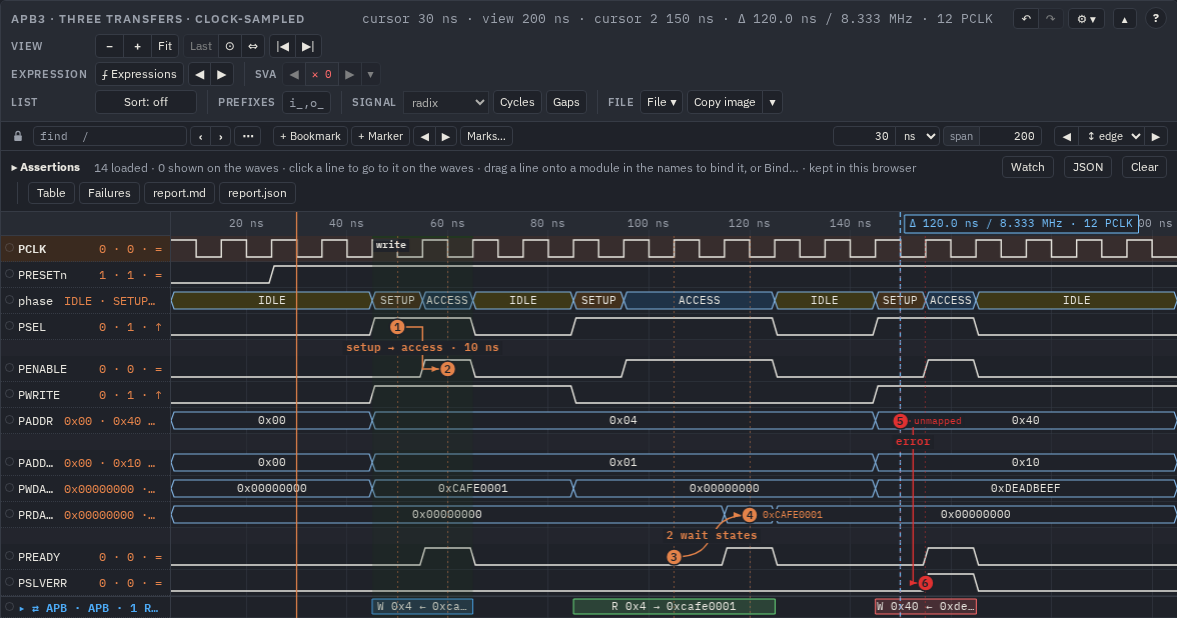 APB3 · THREE TRANSFERS · CLOCK-SAMPLED cursor 30 ns · view 200 ns · cursor 2 150 ns · Δ 120.0 ns / 8.333 MHz · 12 PCLK ↶ ↷ ⚙ ▾ ▲ ?
VIEW − + Fit Last ⊙ ⇔ |◀ ▶|
EXPRESSION ⨍ Expressions ◀ ▶ SVA ◀ × 0 ▶ ▾
LIST Sort: off PREFIXES i_,o_ SIGNAL radix Cycles Gaps FILE File ▾ Copy image ▾
find / ‹ › ··· + Bookmark + Marker ◀ ▶ Marks... 30 ns span 200 ◀ ↕ edge ▶
▸ Assertions 14 loaded · 0 shown on the waves · click a line to go to it on the waves · drag a line onto a module in the names to bind it, or Bind... · kept in this browser Watch JSON Clear
Table Failures report.md report.json
20 ns 40 ns 60 ns 80 ns 100 ns 120 ns 140 ns Δ 120.0 ns / 8.333 MHz · 12 PCLK 00 ns
PCLK 0 · 0 · = write
PRESETn 1 · 1 · =
phase IDLE · SETUP… IDLE SETUP ACCESS IDLE SETUP ACCESS IDLE SETUP ACCESS IDLE
PSEL 0 · 1 · ↑ 1
setup → access · 10 ns
PENABLE 0 · 0 · = 2
PWRITE 0 · 1 · ↑
PADDR 0x00 · 0x40 … 0x00 0x04 5 unmapped 0x40
error
PADD… 0x00 · 0x10 … 0x00 0x01 0x10
PWDA… 0x00000000 ·… 0x00000000 0xCAFE0001 0x00000000 0xDEADBEEF
PRDA… 0x00000000 ·… 0x00000000 4 0xCAFE0001 0x00000000
2 wait states
PREADY 0 · 0 · = 3
PSLVERR 0 · 0 · = 6
▸ ⇄ APB · APB · 1 R… W 0x4 ← 0xca… R 0x4 → 0xcafe0001 W 0x40 ← 0xde…